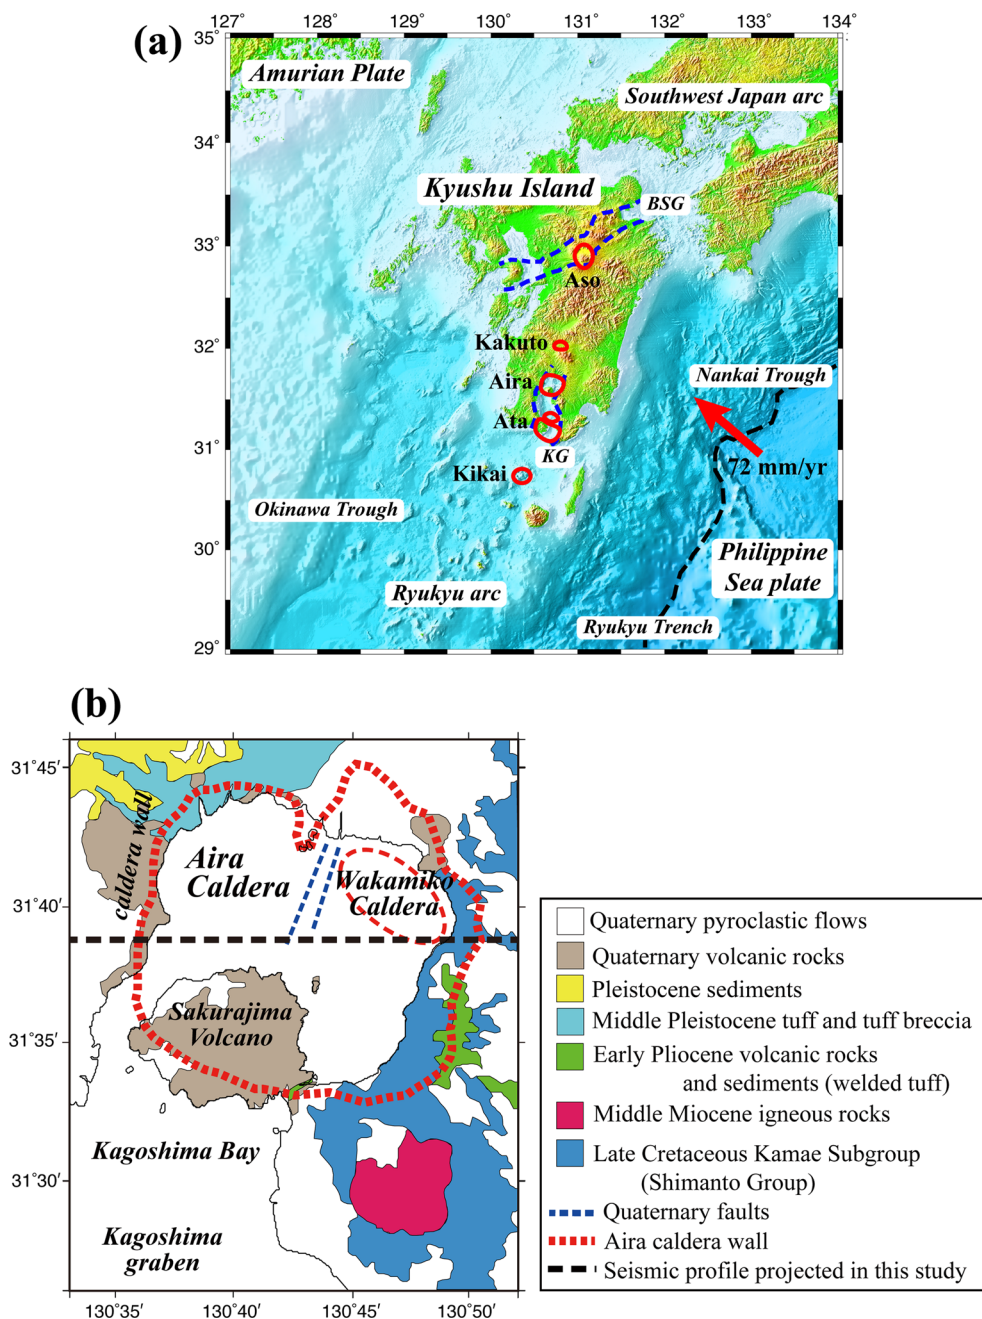 (a)
127° 128° 129° 130° 131° 132° 133° 134°
35°
Amurian Plate
Southwest Japan arc
34°
Kyushu Island
BSG
33°
Aso
Kakuto
32°
Nankai Trough
Aira
Ata
31°
KG
72 mm/yr
Kikai
Okinawa Trough
30°
Philippine
Sea plate
Ryukyu arc
Ryukyu Trench
29°
(b)
31°45′
caldera wall
Aira
Caldera
Wakamiko
Caldera
31°40′
Sakurajima
Volcano
31°35′
Kagoshima Bay
31°30′
Kagoshima
graben
130°35′ 130°40′ 130°45′ 130°50′
Quaternary pyroclastic flows
Quaternary volcanic rocks
Pleistocene sediments
Middle Pleistocene tuff and tuff breccia
Early Pliocene volcanic rocks
and sediments (welded tuff)
Middle Miocene igneous rocks
Late Cretaceous Kamae Subgroup
(Shimanto Group)
Quaternary faults
Aira caldera wall
Seismic profile projected in this study